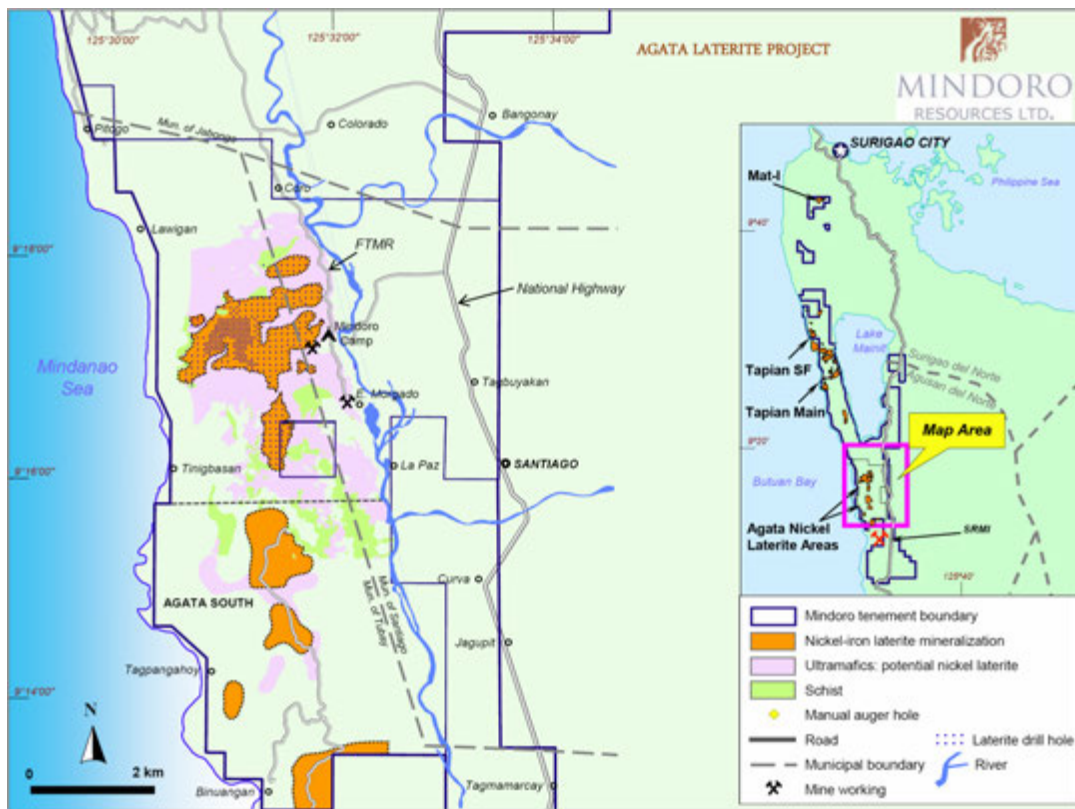 125°30'00"
125°32'00"
125°34'00"
AGATA LATERITE PROJECT
MINDORO
RESOURCES LTD.
Pitogo
Mun. of Jabonga
Colorado
Bangonay
Coro
Lawigan
9°18'00"
FTMR
National Highway
Mindoro
Camp
Mindanao
Sea
E. Morgado
Tagbuyakan
Tinigbasan
9°16'00"
La Paz
SANTIAGO
AGATA SOUTH
Mun. of Santiago
Mun. of Tubay
Curva
Jagupit
Tagpangahoy
9°14'00"
N
0 2 km
Binuangan
Tagmamarcay
SURIGAO CITY
Mat-I
Philippine Sea
9°40'
Lake
Mainit
Tapian SF
Surigao del Norte
Agusan del Norte
Tapian Main
Map Area
9°20'
Butuan Bay
Agata Nickel
Laterite Areas
SRMI
125°40'
Mindoro tenement boundary
Nickel-iron laterite mineralization
Ultramafics: potential nickel laterite
Schist
Manual auger hole
Road
Laterite drill hole
Municipal boundary
River
Mine working